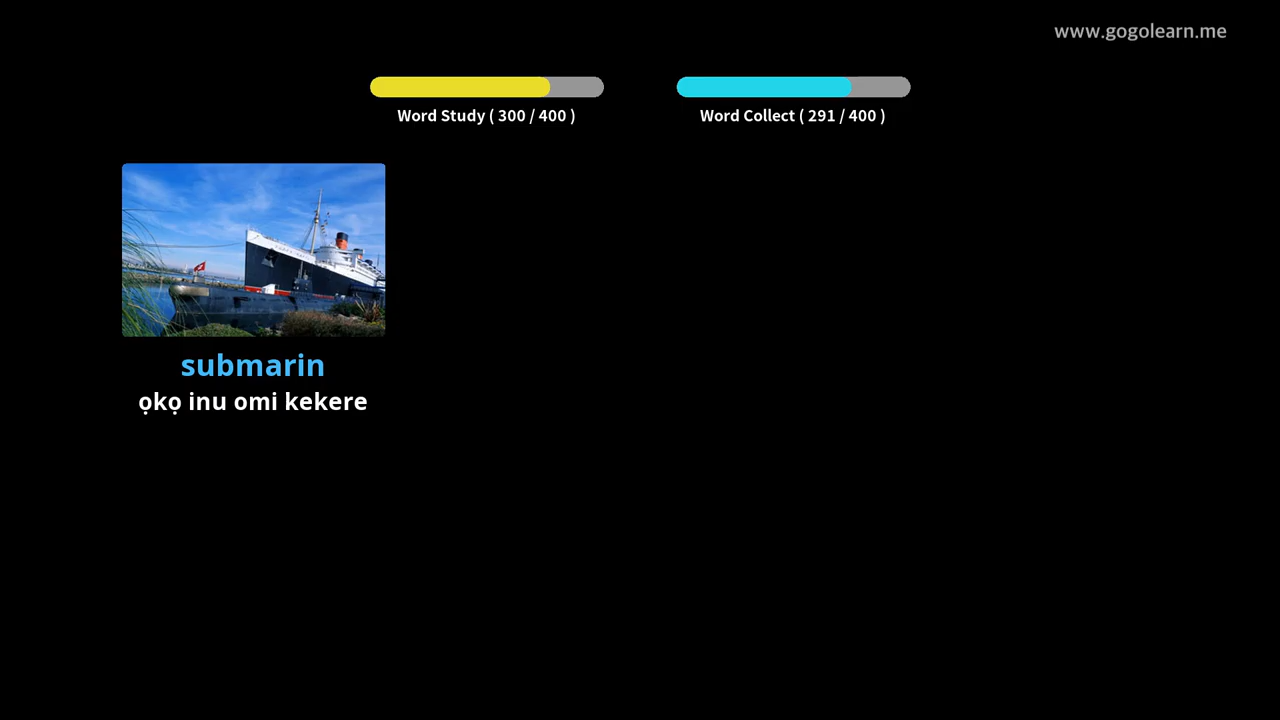 www.gogolearn.me
Word Study ( 300 / 400 )
Word Collect ( 291 / 400 )
submarin
ọkọ inu omi kekere